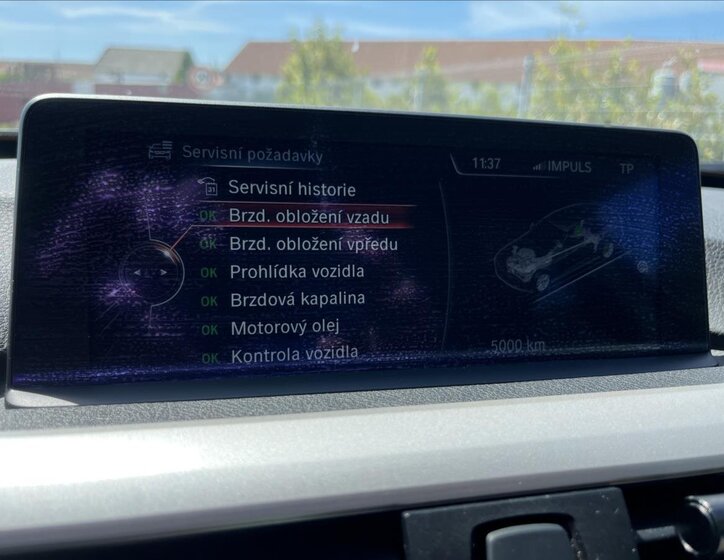 Servisní požadavky
11:37 IMPULS TP
Servisní historie
OK Brzd. obložení vzadu
OK Brzd. obložení vpředu
OK Prohlídka vozidla
OK Brzdová kapalina
OK Motorový olej
OK Kontrola vozidla
5000 km